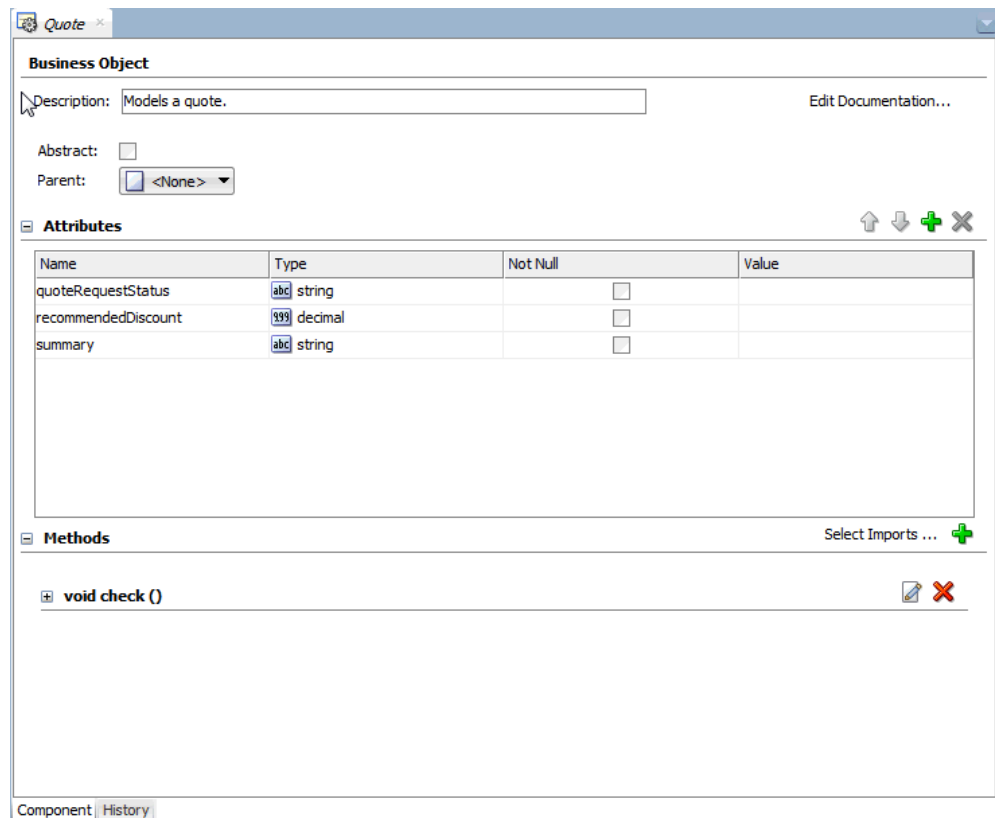 Quote
Business Object
Description: Models a quote. Edit Documentation...
Abstract:
Parent: <None>
Attributes
Name Type Not Null Value
quoteRequestStatus abc string
recommendedDiscount 999 decimal
summary abc string
Methods Select Imports ...
void check ()
Component History